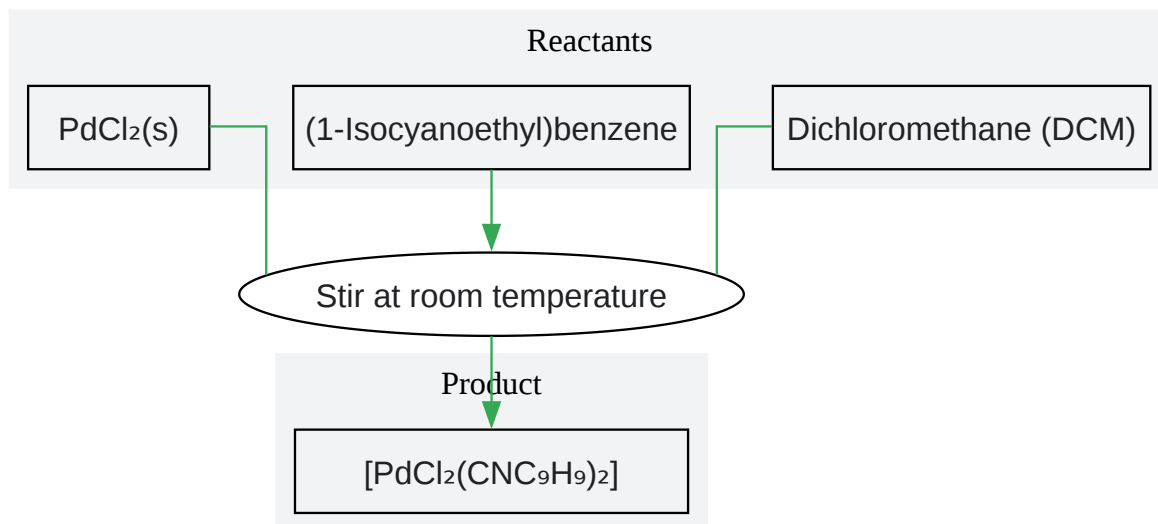 Reactants
PdCl₂(s)
(1-Isocyanoethyl)benzene
Dichloromethane (DCM)
Stir at room temperature
Product
[PdCl₂(CNC₉H₉)₂]